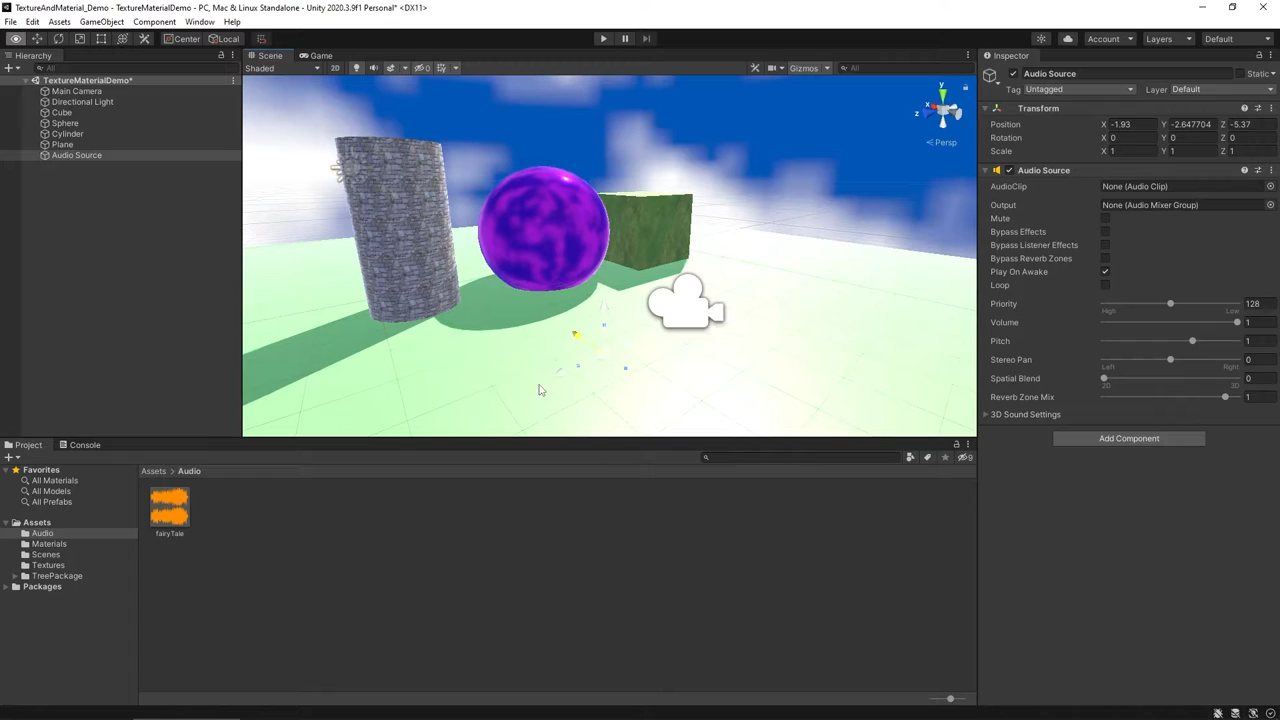 TextureAndMaterial_Demo - TextureMaterialDemo - PC, Mac & Linux Standalone - Unity 2020.3.9f1 Personal* <DX11>
File Edit Assets GameObject Component Window Help
Center Local Account Layers Default
Hierarchy Scene Game Inspector
All Shaded 2D 0 Gizmos All Audio Source Static
TextureMaterialDemo* Tag Untagged Layer Default
Main Camera
Directional Light Transform
Cube
Sphere Position X -1.93 Y -2.647704 Z -5.37
Cylinder Rotation X 0 Y 0 Z 0
Plane Scale X 1 Y 1 Z 1
Audio Source
y
x
z
Persp
Audio Source
AudioClip None (Audio Clip)
Output None (Audio Mixer Group)
Mute
Bypass Effects
Bypass Listener Effects
Bypass Reverb Zones
Play On Awake
Loop
Priority 128
High Low
Volume 1
Pitch 1
Stereo Pan 0
Left Right
Spatial Blend 0
2D 3D
Reverb Zone Mix 1
3D Sound Settings
Add Component
Project Console
9
Favorites
All Materials
All Models
All Prefabs
Assets
Audio
Materials
Scenes
Textures
TreePackage
Packages
Assets > Audio
fairyTale